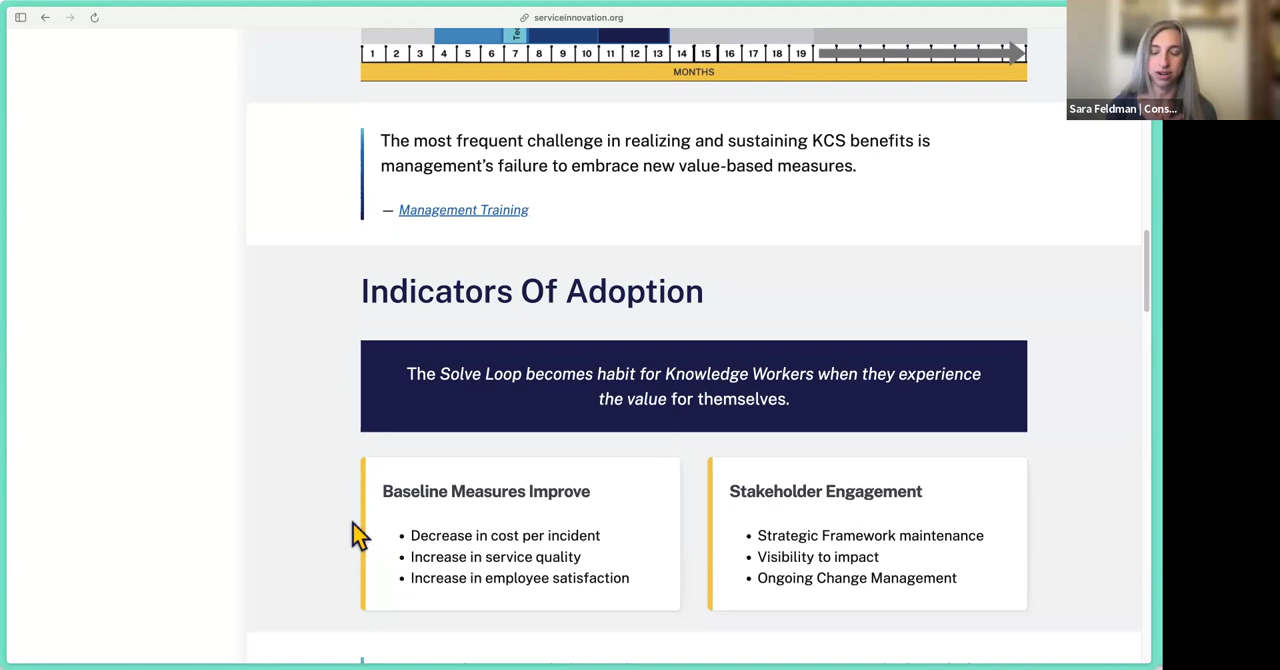 serviceinnovation.org
1 2 3 4 5 6 7 8 9 10 11 12 13 14 15 16 17 18 19
MONTHS
Sara Feldman | Cons...
The most frequent challenge in realizing and sustaining KCS benefits is
management’s failure to embrace new value-based measures.
— Management Training
Indicators Of Adoption
The Solve Loop becomes habit for Knowledge Workers when they experience
the value for themselves.
Baseline Measures Improve
• Decrease in cost per incident
• Increase in service quality
• Increase in employee satisfaction
Stakeholder Engagement
• Strategic Framework maintenance
• Visibility to impact
• Ongoing Change Management